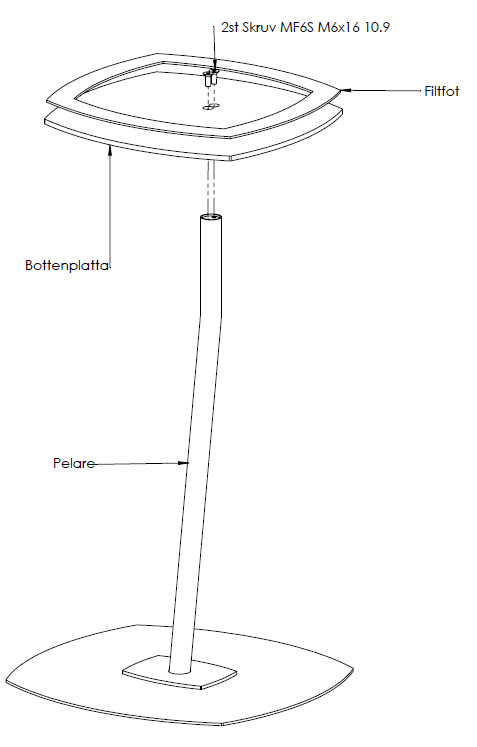 2st Skruv MF6S M6x16 10.9
Filtfot
Bottenplatta
Pelare